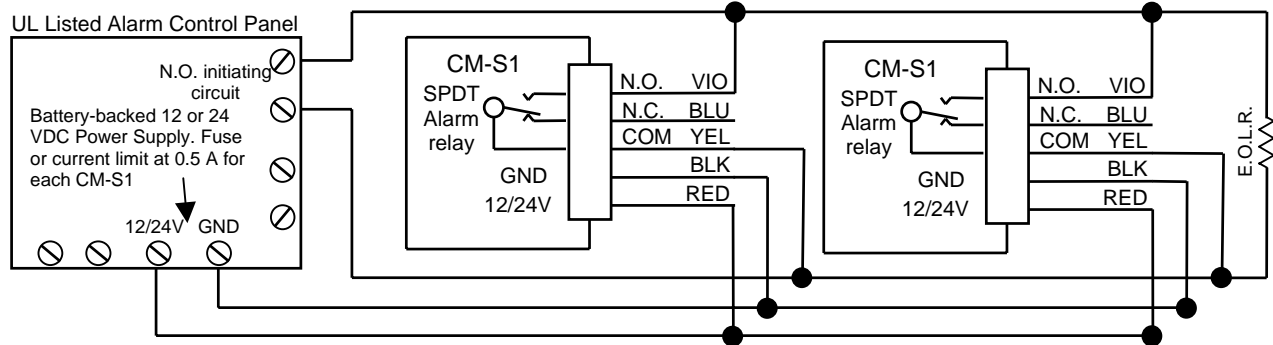 UL Listed Alarm Control Panel
N.O. initiating
circuit
Battery-backed 12 or 24
VDC Power Supply. Fuse
or current limit at 0.5 A for
each CM-S1
12/24V GND
CM-S1
SPDT
Alarm
relay
N.O. VIO
N.C. BLU
COM YEL
BLK
GND
RED
12/24V
CM-S1
SPDT
Alarm
relay
N.O. VIO
N.C. BLU
COM YEL
BLK
GND
RED
12/24V
E.O.L.R.